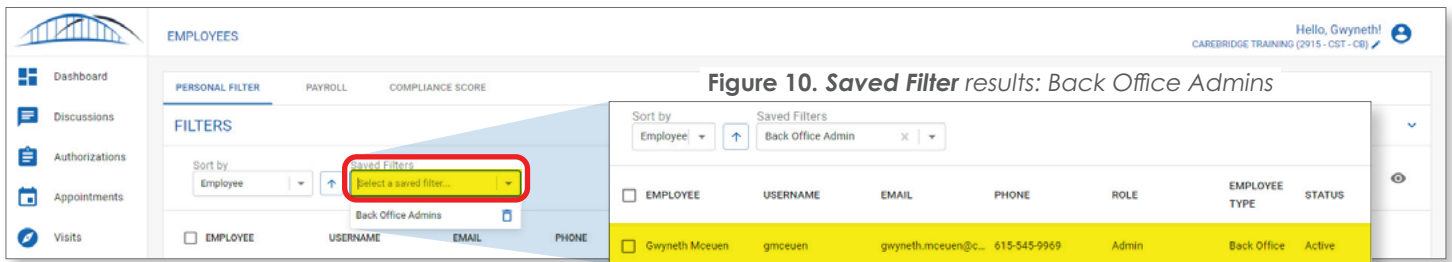 EMPLOYEES
Hello, Gwyneth!
CAREBRIDGE TRAINING (2915 - CST - CB)
Dashboard
Discussions
Authorizations
Appointments
Visits
PERSONAL FILTER PAYROLL COMPLIANCE SCORE
FILTERS
Sort by Saved Filters
Employee Select a saved filter...
Back Office Admins
EMPLOYEE USERNAME EMAIL PHONE
Figure 10. Saved Filter results: Back Office Admins
Sort by Saved Filters
Employee Back Office Admin
EMPLOYEE USERNAME EMAIL PHONE ROLE EMPLOYEE TYPE STATUS
Gwyneth Mceuen gmceuen gwyneth.mceuen@c... 615-545-9969 Admin Back Office Active